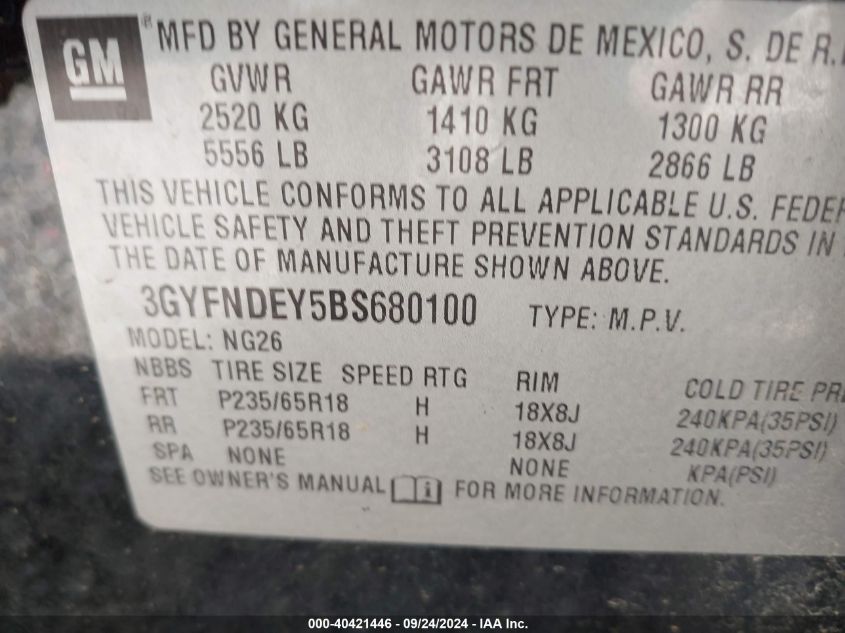 GM ® MFD BY GENERAL MOTORS DE MEXICO, S. DE R.
GVWR GAWR FRT GAWR RR
2520 KG 1410 KG 1300 KG
5556 LB 3108 LB 2866 LB
THIS VEHICLE CONFORMS TO ALL APPLICABLE U.S. FEDER
VEHICLE SAFETY AND THEFT PREVENTION STANDARDS IN
THE DATE OF MANUFACTURE SHOWN ABOVE.
3GYFNDEY5BS680100 TYPE: M.P.V.
MODEL: NG26
NBBS TIRE SIZE SPEED RTG RIM COLD TIRE PRE
FRT P235/65R18 H 18X8J 240KPA(35PSI)
RR P235/65R18 H 18X8J 240KPA(35PSI)
SPA NONE NONE KPA(PSI)
SEE OWNER'S MANUAL i FOR MORE INFORMATION.
000-40421446 - 09/24/2024 - IAA Inc.